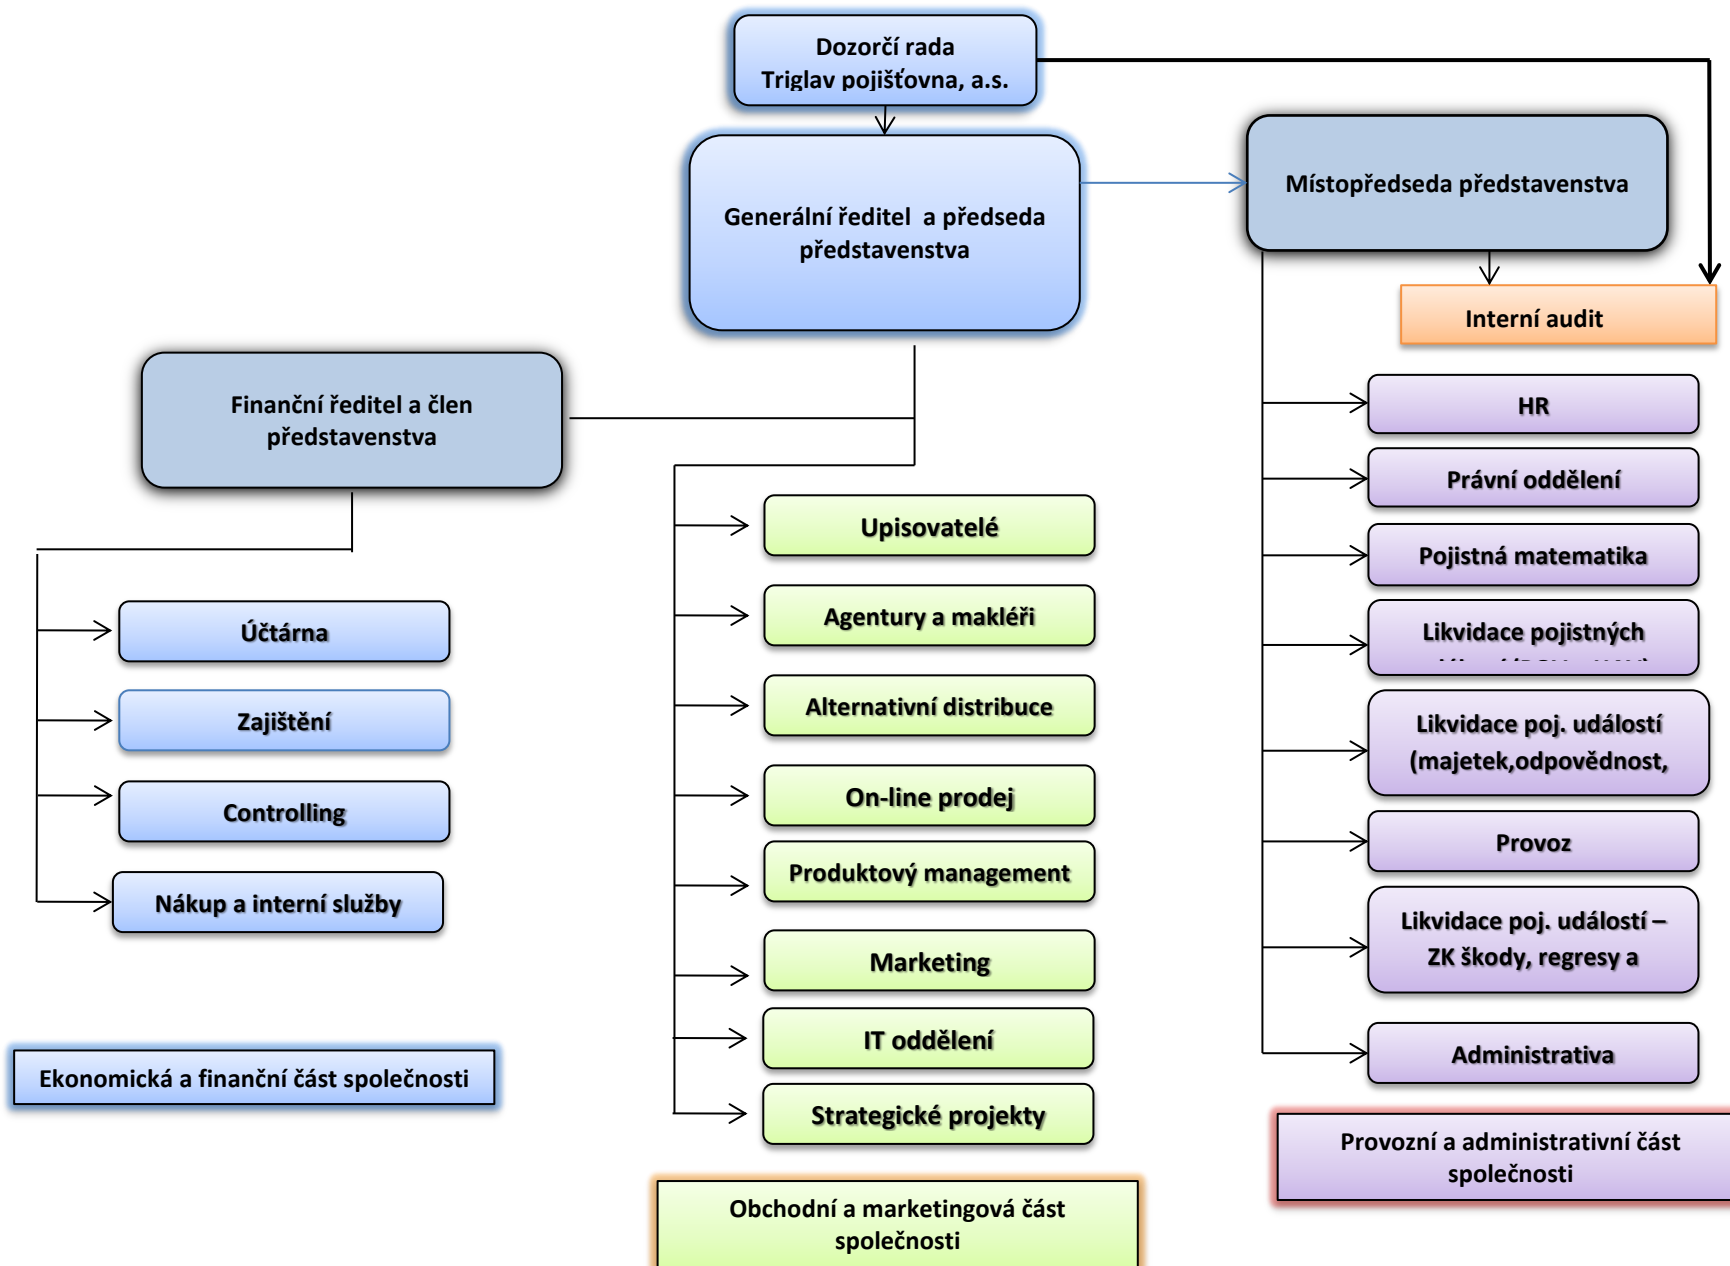 Dozorčí rada
Triglav pojišťovna, a.s.
Generální ředitel a předseda
představenstva
Místopředseda představenstva
Interní audit
Finanční ředitel a člen
představenstva
Účtárna
Zajištění
Controlling
Nákup a interní služby
Ekonomická a finanční část společnosti
Upisovatelé
Agentury a makléři
Alternativní distribuce
On-line prodej
Produktový management
Marketing
IT oddělení
Strategické projekty
Obchodní a marketingová část
společnosti
HR
Právní oddělení
Pojistná matematika
Likvidace pojistných
Likvidace poj. událostí
(majetek,odpovědnost,
Provoz
Likvidace poj. událostí –
ZK škody, regresy a
Administrativa
Provozní a administrativní část
společnosti